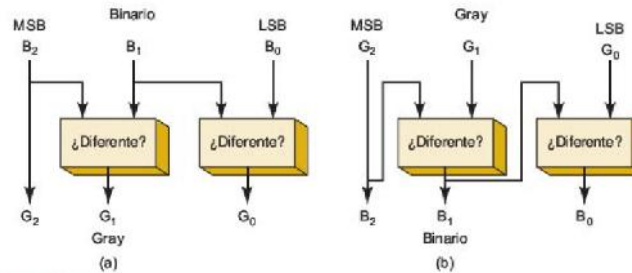 Binario
MSB
LSB
B2
B1
B0
¿Diferente?
¿Diferente?
G2
G1
G0
Gray
(a)
Gray
MSB
LSB
G2
G1
G0
¿Diferente?
¿Diferente?
B2
B1
B0
Binario
(b)